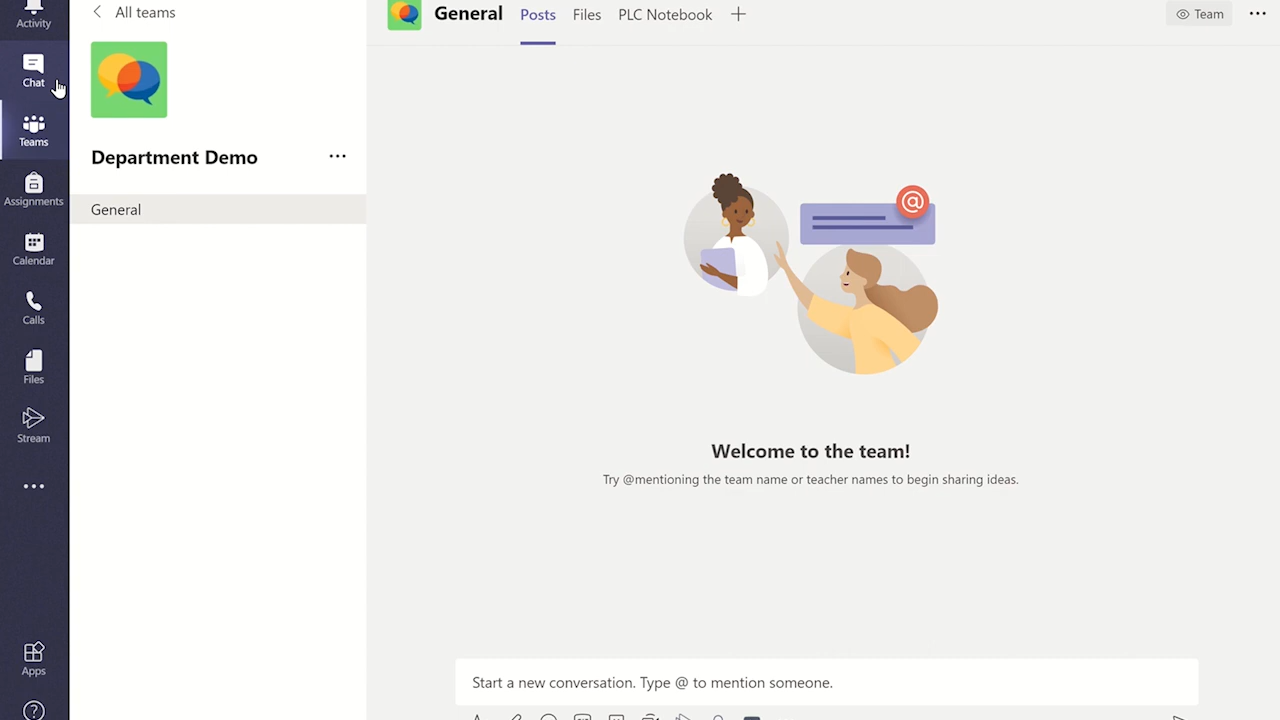 Activity
Chat
Teams
Assignments
Calendar
Calls
Files
Stream
Apps
All teams
Department Demo
General
General
Posts
Files
PLC Notebook
Team
@
Welcome to the team!
Try @mentioning the team name or teacher names to begin sharing ideas.
Start a new conversation. Type @ to mention someone.